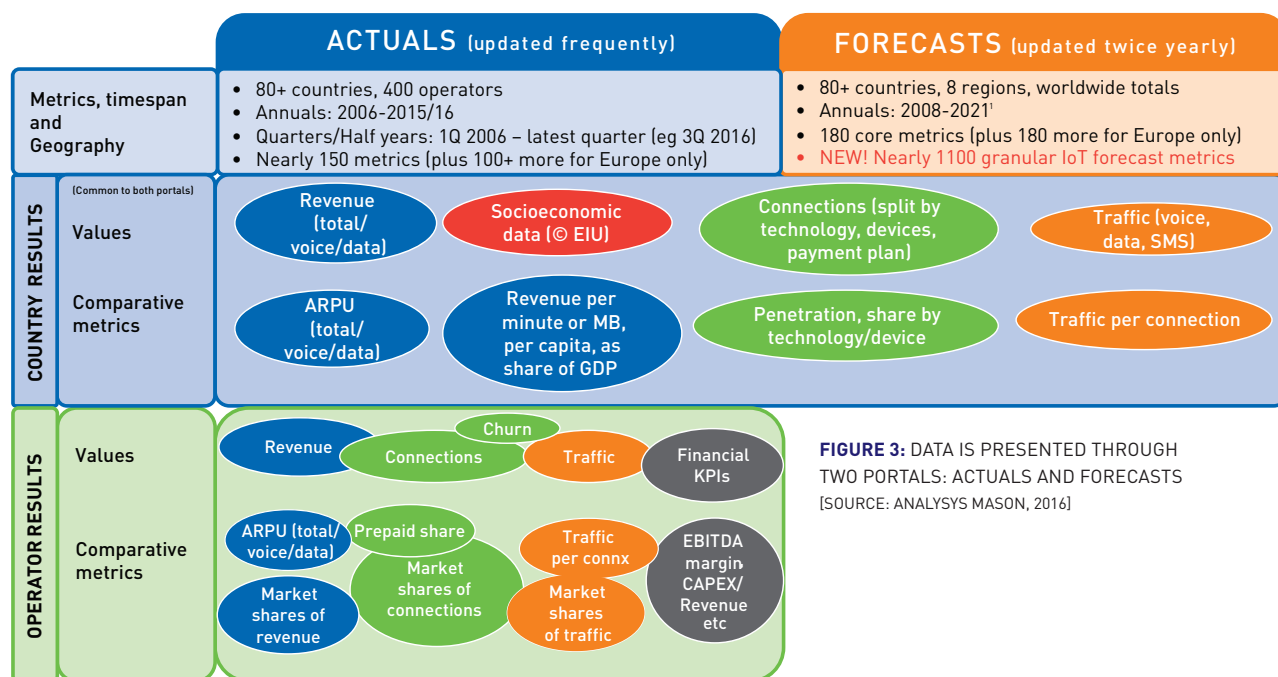 ACTUALS (updated frequently)
FORECASTS (updated twice yearly)
Metrics, timespan
and
Geography
• 80+ countries, 400 operators
• Annuals: 2006-2015/16
• Quarters/Half years: 1Q 2006 – latest quarter (eg 3Q 2016)
• Nearly 150 metrics (plus 100+ more for Europe only)
• 80+ countries, 8 regions, worldwide totals
• Annuals: 2008-2021¹
• 180 core metrics (plus 180 more for Europe only)
• NEW! Nearly 1100 granular IoT forecast metrics
COUNTRY RESULTS
(Common to both portals)
Values
Revenue
(total/
voice/data)
Socioeconomic
data (© EIU)
Connections (split by
technology, devices,
payment plan)
Traffic (voice,
data, SMS)
Comparative
metrics
ARPU
(total/
voice/data)
Revenue per
minute or MB,
per capita, as
share of GDP
Penetration, share by
technology/device
Traffic per connection
OPERATOR RESULTS
Values
Revenue
Connections
Churn
Traffic
Financial
KPIs
Comparative
metrics
ARPU (total/
voice/data)
Prepaid share
Traffic
per connx
EBITDA
margin,
CAPEX/
Revenue
etc
Market
shares of
revenue
Market
shares of
connections
Market
shares
of traffic
FIGURE 3: DATA IS PRESENTED THROUGH
TWO PORTALS: ACTUALS AND FORECASTS
[SOURCE: ANALYSYS MASON, 2016]